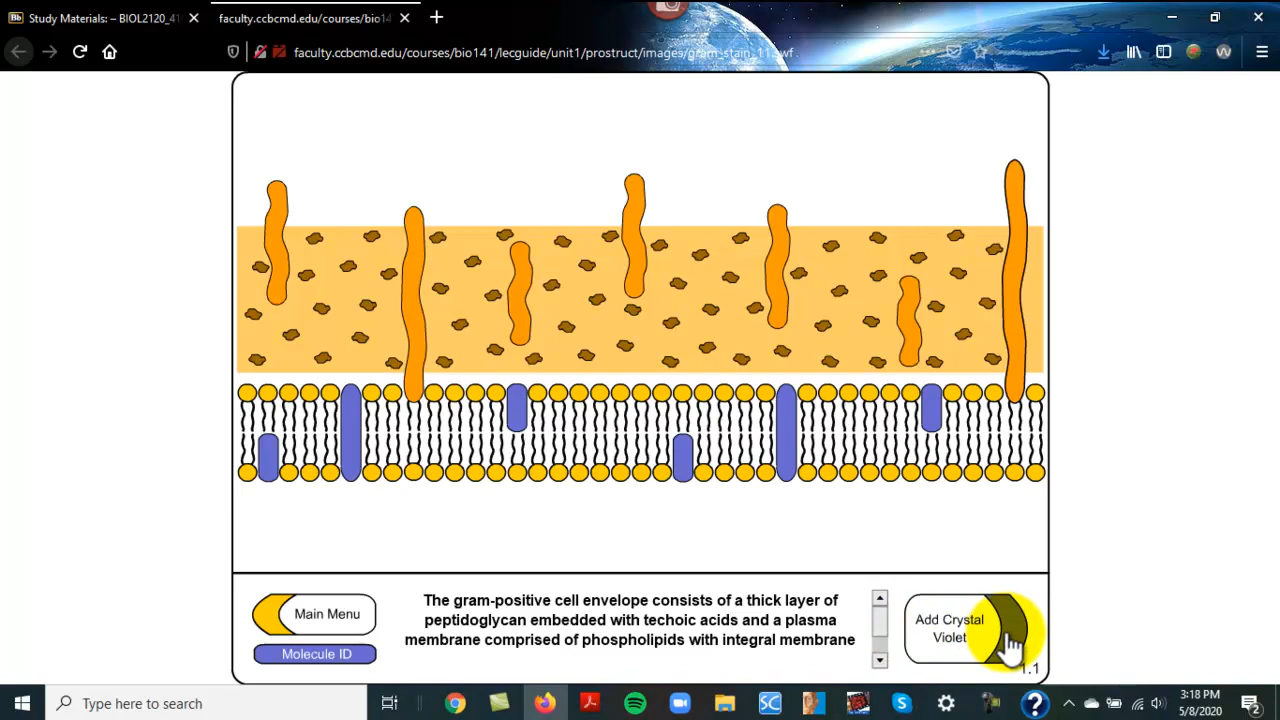 Study Materials: – BIOL2120_41
faculty.ccbcmd.edu/courses/bio14
faculty.ccbcmd.edu/courses/bio141/lecguide/unit1/prostruct/images/gram_stain_11.swf
Main Menu
Molecule ID
The gram-positive cell envelope consists of a thick layer of
peptidoglycan embedded with techoic acids and a plasma
membrane comprised of phospholipids with integral membrane
Add Crystal
Violet
1.1
Type here to search
3:18 PM
5/8/2020